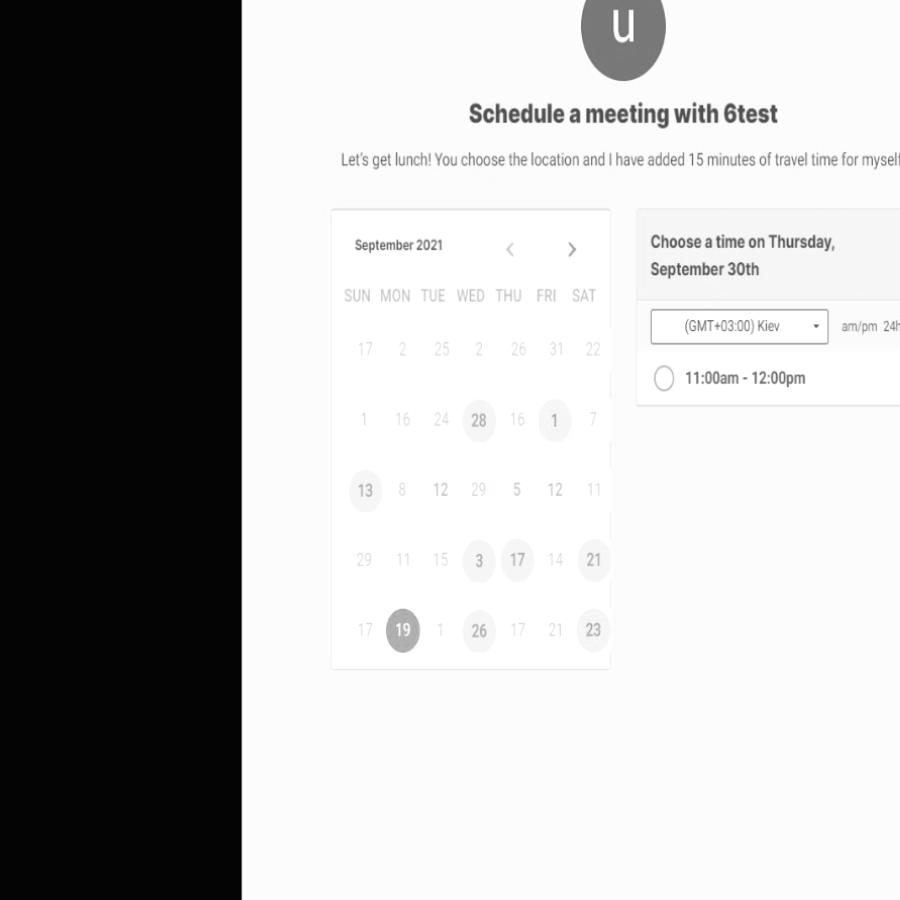 u
Schedule a meeting with 6test
Let's get lunch! You choose the location and I have added 15 minutes of travel time for myself
September 2021
SUN MON TUE WED THU FRI SAT
17 2 25 2 26 31 22
1 16 24 28 16 1 7
13 8 12 29 5 12 11
29 11 15 3 17 14 21
17 19 1 26 17 21 23
Choose a time on Thursday,
September 30th
(GMT+03:00) Kiev am/pm 24h
11:00am - 12:00pm